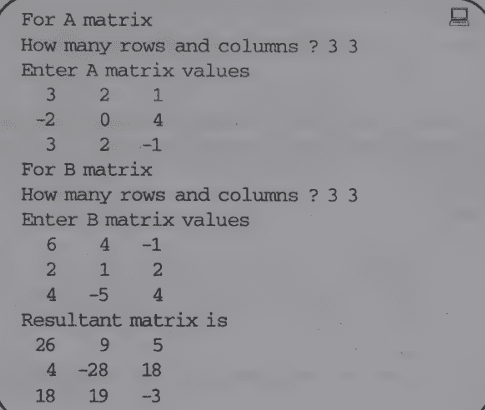 For A matrix
How many rows and columns ? 3 3
Enter A matrix values
3 2 1
-2 0 4
3 2 -1
For B matrix
How many rows and columns ? 3 3
Enter B matrix values
6 4 -1
2 1 2
4 -5 4
Resultant matrix is
26 9 5
4 -28 18
18 19 -3